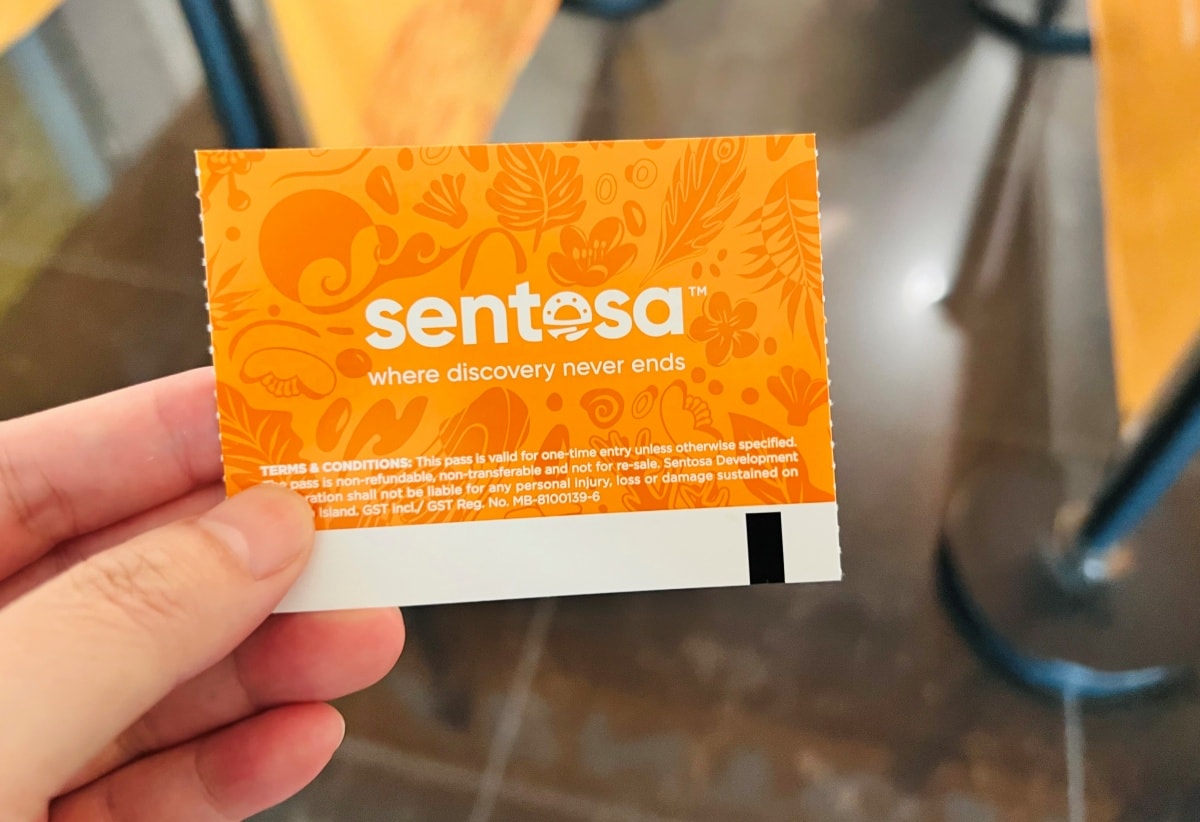 sentosa™
where discovery never ends
TERMS & CONDITIONS: This pass is valid for one-time entry unless otherwise specified.
pass is non-refundable, non-transferable and not for re-sale. Sentosa Development
shall not be liable for any personal injury, loss or damage sustained on
Island. GST incl./ GST Reg. No. MB-8100139-6